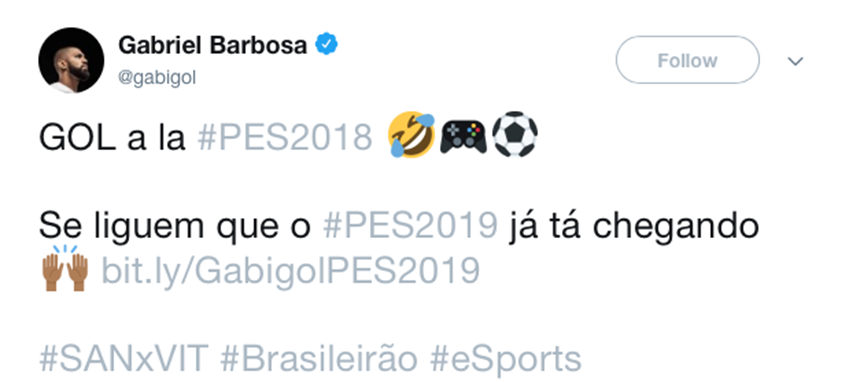 Gabriel Barbosa
@gabigol
Follow
GOL a la #PES2018 🤣🎮⚽
Se liguem que o #PES2019 já tá chegando
🙌🏽 bit.ly/GabigolPES2019
#SANxVIT #Brasileirão #eSports